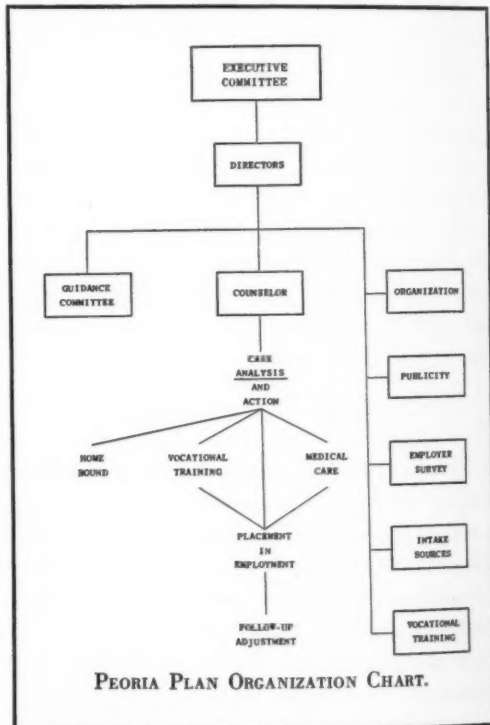 EXECUTIVE
COMMITTEE
DIRECTORS
GUIDANCE
COMMITTEE
COUNSELOR
ORGANIZATION
CASE
ANALYSIS
AND
ACTION
PUBLICITY
HOME
BOUND
VOCATIONAL
TRAINING
MEDICAL
CARE
EMPLOYER
SURVEY
PLACEMENT
IN
EMPLOYMENT
INTAKE
SOURCES
FOLLOW-UP
ADJUSTMENT
VOCATIONAL
TRAINING
PEORIA PLAN ORGANIZATION CHART.